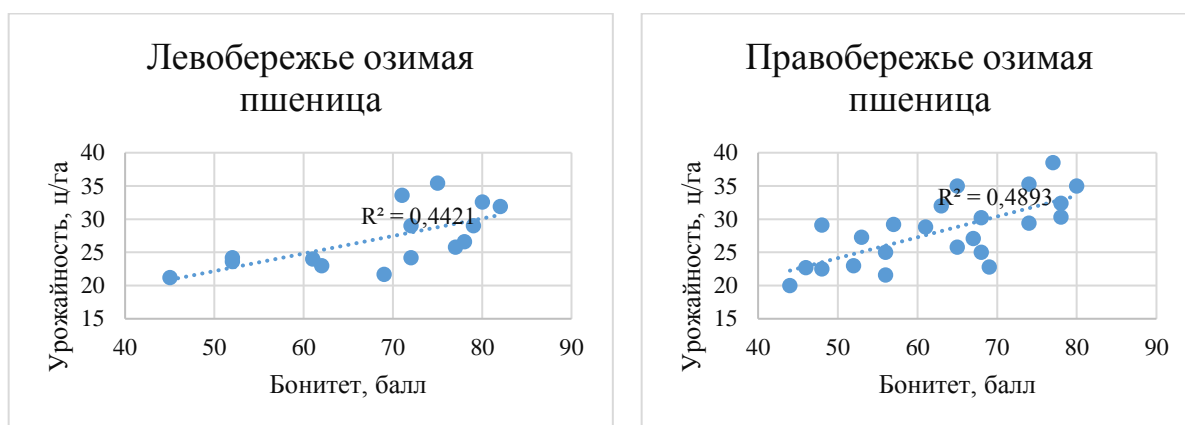 Левобережье озимая
пшеница
Урожайность, ц/га
40
35
30
25
20
15
R² = 0,4421
40 50 60 70 80 90
Бонитет, балл
Правобережье озимая
пшеница
Урожайность, ц/га
40
35
30
25
20
15
R² = 0,4893
40 50 60 70 80 90
Бонитет, балл